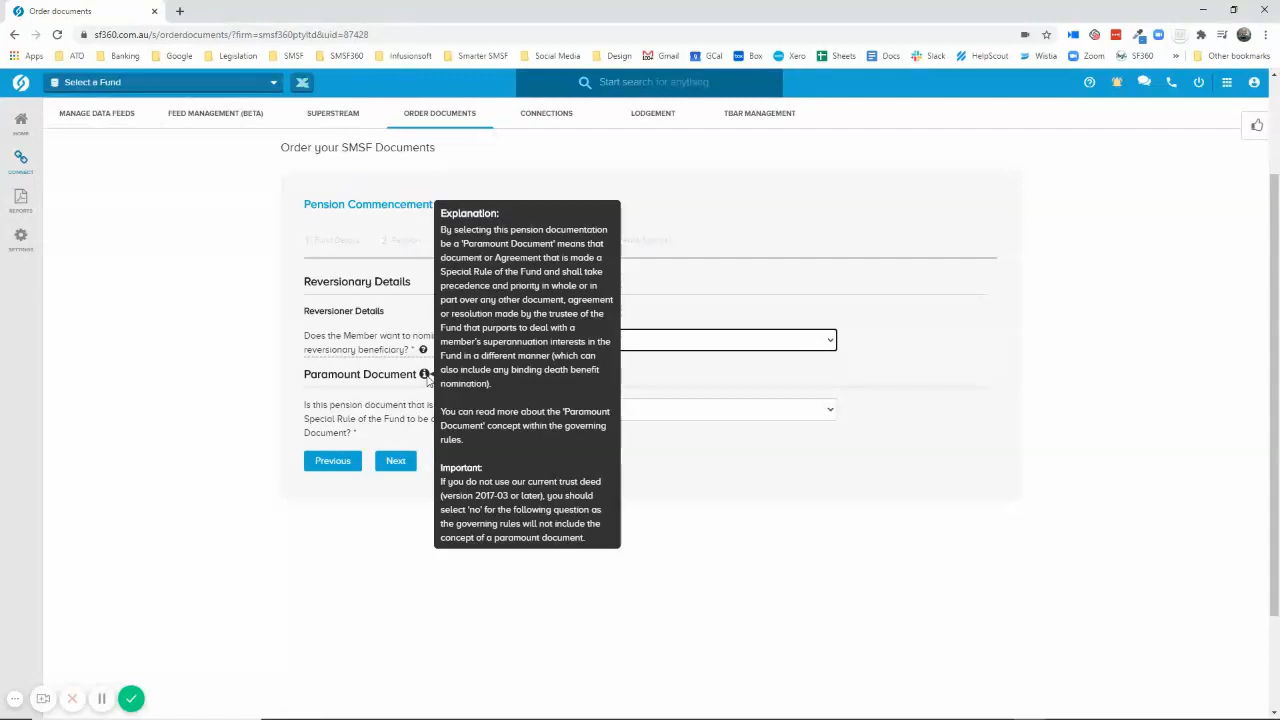 Order documents
sf360.com.au/orderdocuments/?firm=smsf360ptyltd&uid=87428
Apps ATO Banking Google Legislation SMSF SMSF360 Infusionsoft Smarter SMSF Social Media Design Gmail GCal Box Xero Sheets Docs Slack HelpScout Wistia SF360 » Other bookmarks
Select a Fund
Start search for anything
MANAGE DATA FEEDS FEED MANAGEMENT (BETA) SUPERSTREAM ORDER DOCUMENTS CONNECTIONS LODGEMENT TBAR MANAGEMENT
HOME
CONNECT
REPORTS
SETTINGS
Order your SMSF Documents
Pension Commencement
1 Fund Details 2 Pension
Reversionary Details
Reversioner Details
Does the Member want to nomi
reversionary beneficiary? *
Paramount Document
Is this pension document that is
Special Rule of the Fund to be a
Document? *
Previous Next
Explanation:
By selecting this pension documentation
be a 'Paramount Document' means that
document or Agreement that is made a
Special Rule of the Fund and shall take
precedence and priority in whole or in
part over any other document, agreement
or resolution made by the trustee of the
Fund that purports to deal with a
member's superannuation interests in the
Fund in a different manner (which can
also include any binding death benefit
nomination).
You can read more about the 'Paramount
Document' concept within the governing
rules.
Important:
If you do not use our current trust deed
(version 2017-03 or later), you should
select 'no' for the following question as
the governing rules will not include the
concept of a paramount document.